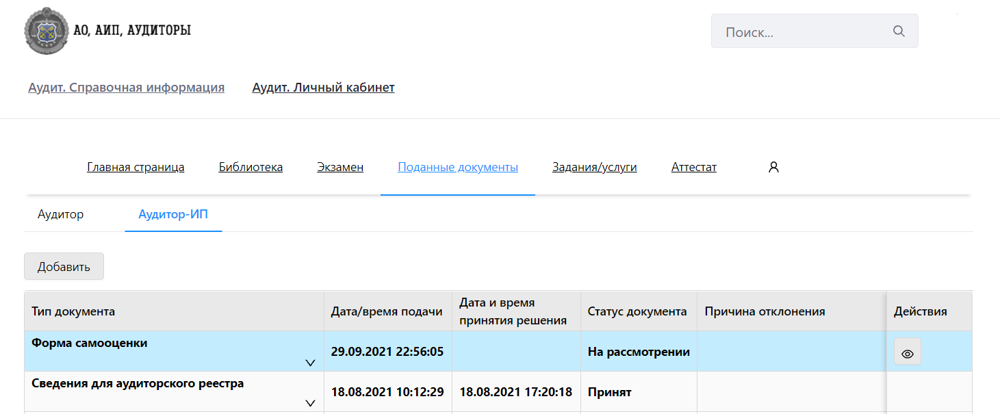 АО, АИП, АУДИТОРЫ
Поиск...
Аудит. Справочная информация Аудит. Личный кабинет
Главная страница Библиотека Экзамен Поданные документы Задания/услуги Аттестат
Аудитор Аудитор-ИП
Добавить
Тип документа Дата/время подачи Дата и время принятия решения Статус документа Причина отклонения Действия
Форма самооценки 29.09.2021 22:56:05 На рассмотрении
Сведения для аудиторского реестра 18.08.2021 10:12:29 18.08.2021 17:20:18 Принят